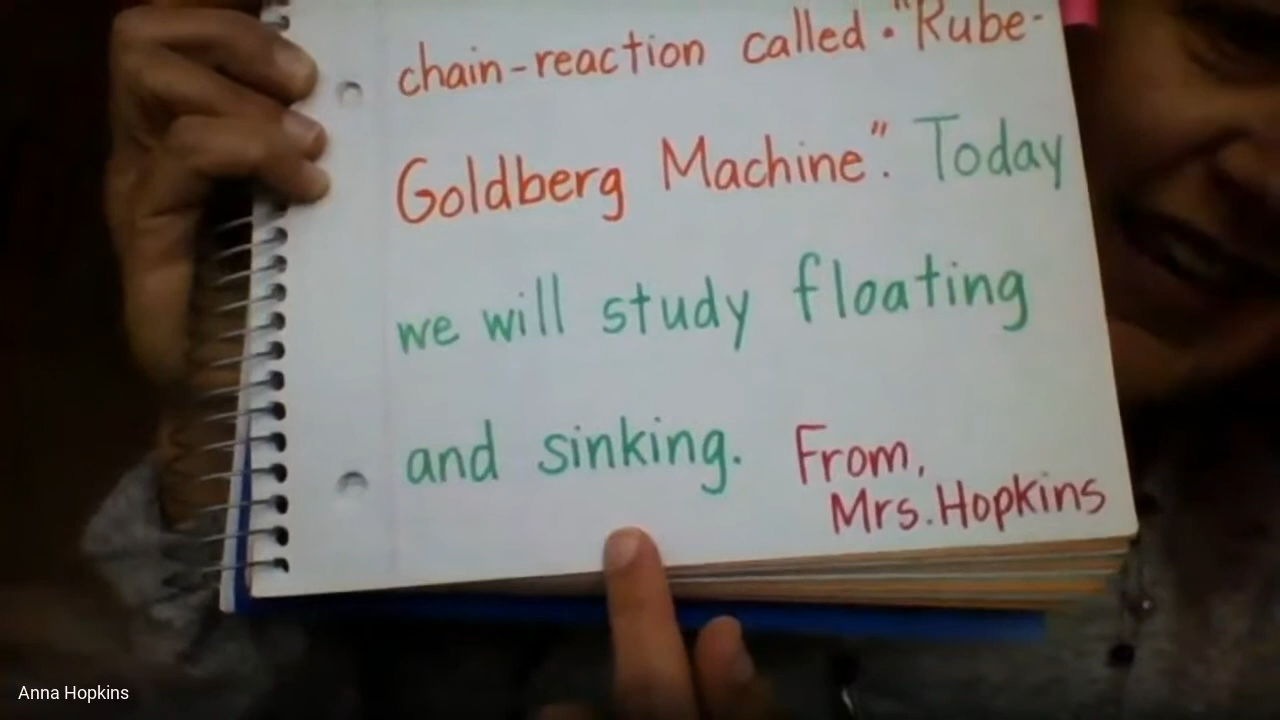 chain-reaction called. "Rube-
Goldberg Machine". Today
we will study floating
and sinking. From,
Mrs. Hopkins
Anna Hopkins